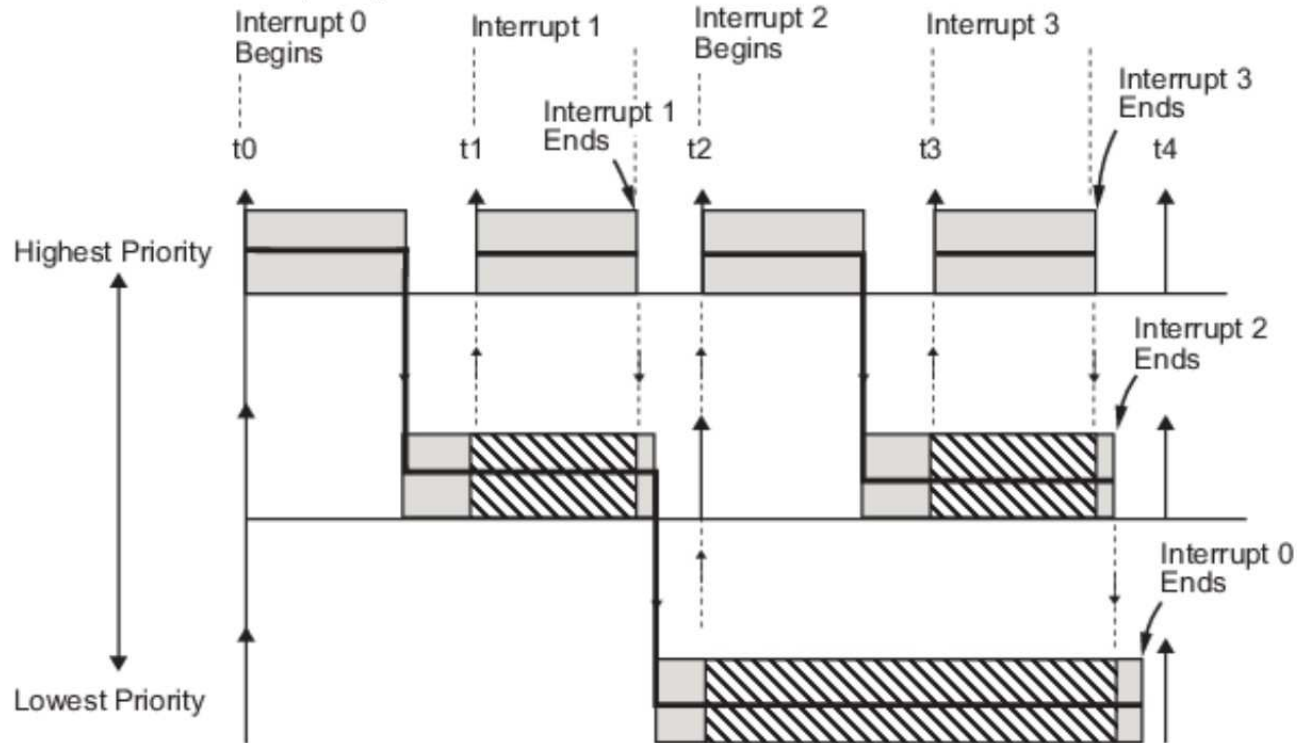 Interrupt 0
Begins
Interrupt 1
Interrupt 2
Begins
Interrupt 3
Interrupt 1
Ends
Interrupt 3
Ends
t0
t1
t2
t3
t4
Highest Priority
Interrupt 2
Ends
Interrupt 0
Ends
Lowest Priority